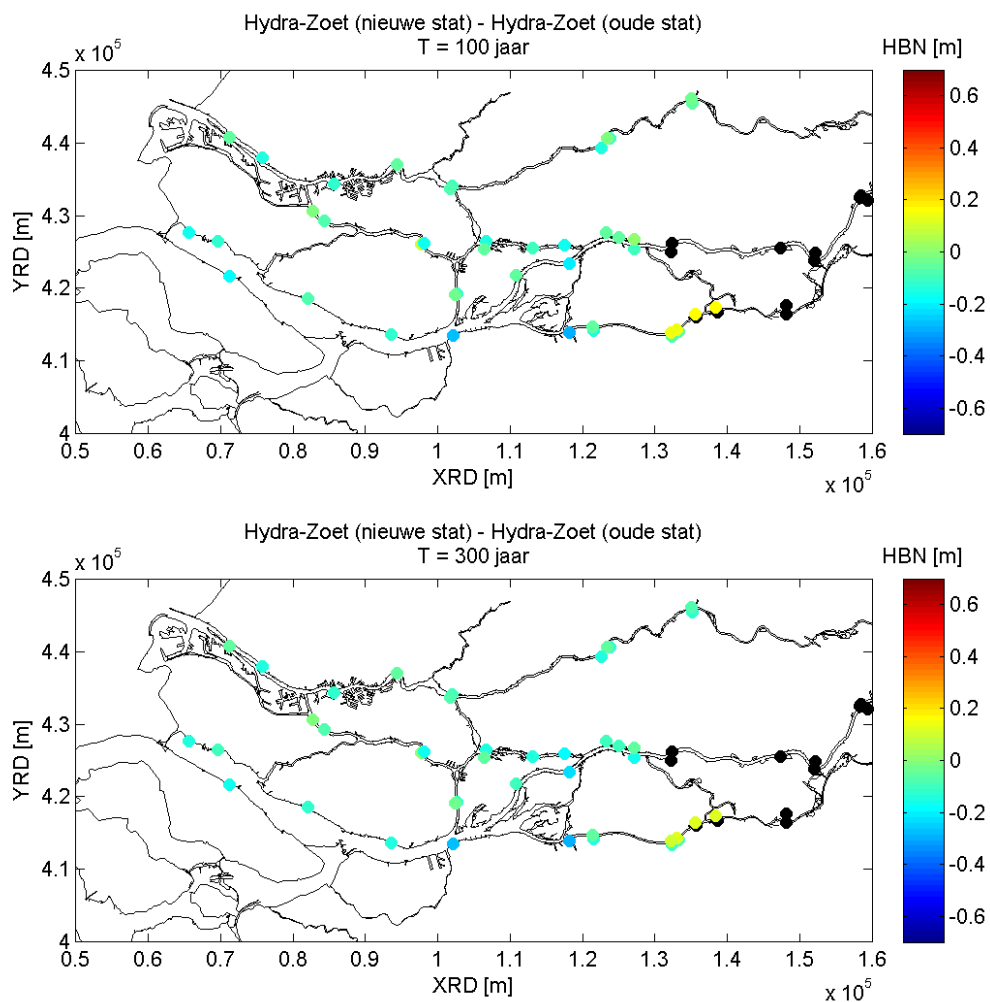 Hydra-Zoet (nieuwe stat) - Hydra-Zoet (oude stat)
T = 100 jaar
x 10^5
HBN [m]
4.5
4.4
4.3
4.2
4.1
4
YRD [m]
0.5 0.6 0.7 0.8 0.9 1 1.1 1.2 1.3 1.4 1.5 1.6
XRD [m]
x 10^5
0.6
0.4
0.2
0
-0.2
-0.4
-0.6
Hydra-Zoet (nieuwe stat) - Hydra-Zoet (oude stat)
T = 300 jaar
x 10^5
HBN [m]
4.5
4.4
4.3
4.2
4.1
4
YRD [m]
0.5 0.6 0.7 0.8 0.9 1 1.1 1.2 1.3 1.4 1.5 1.6
XRD [m]
x 10^5
0.6
0.4
0.2
0
-0.2
-0.4
-0.6